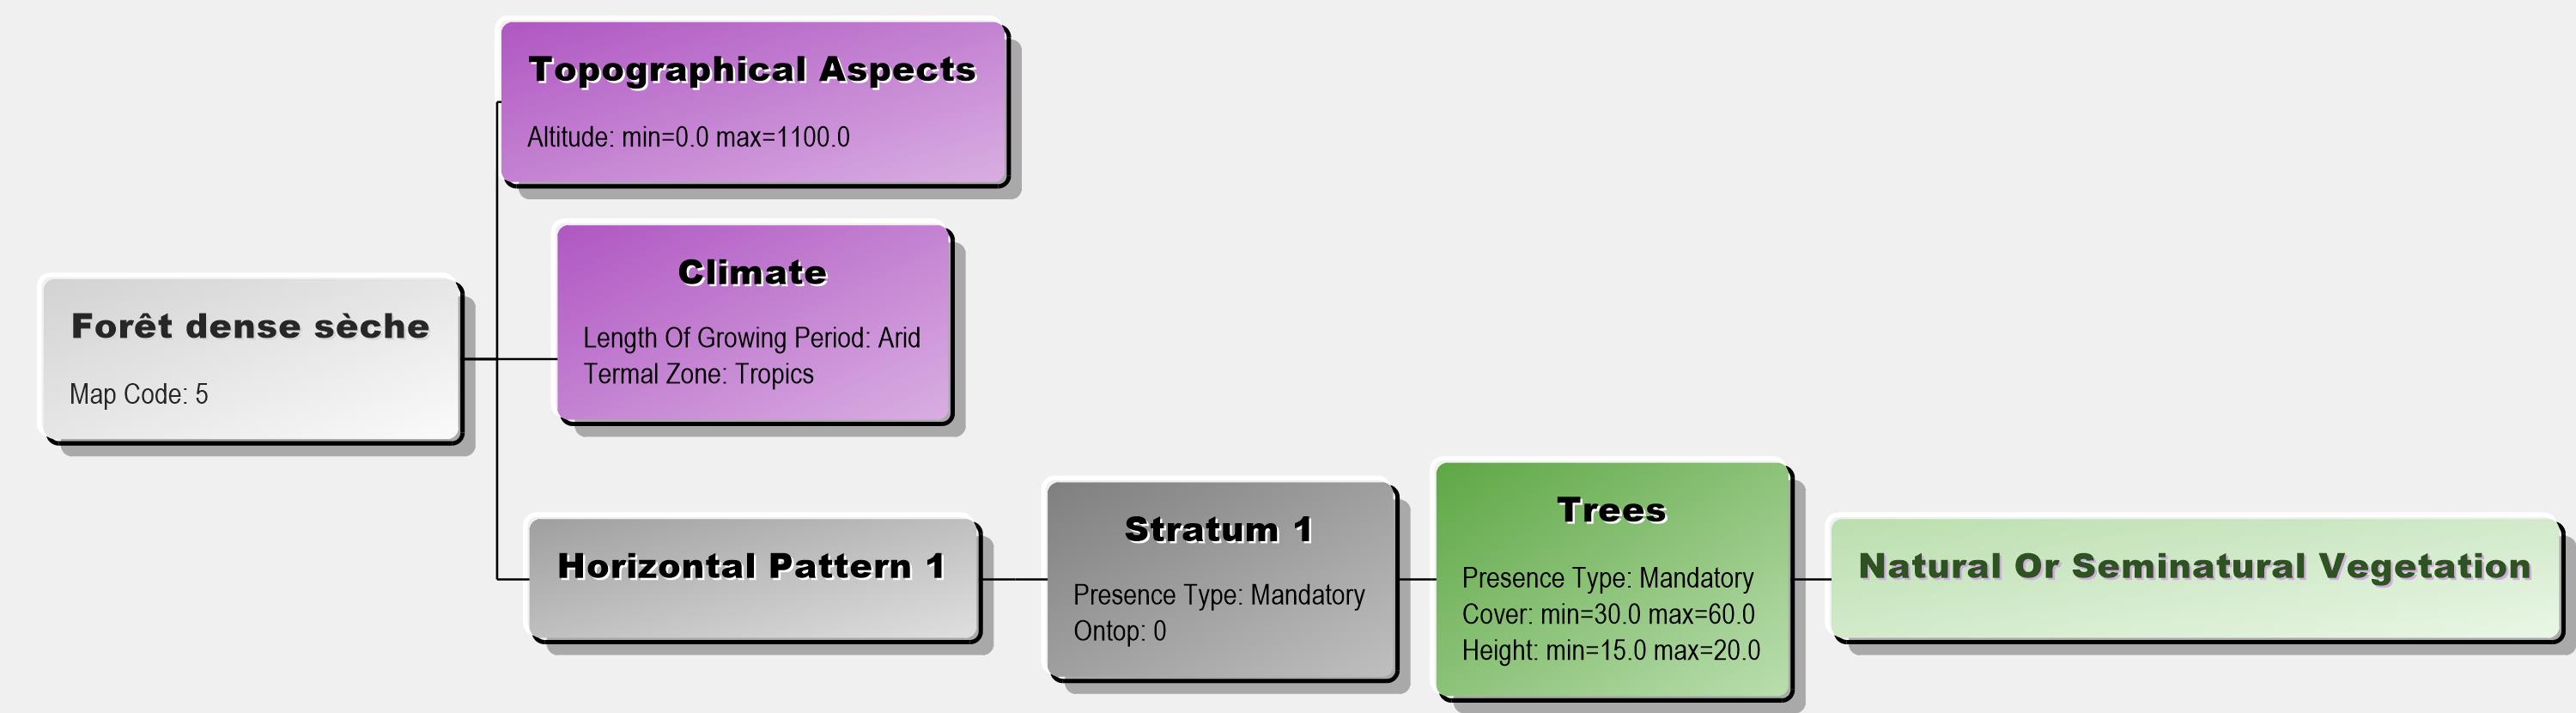 Topographical Aspects
Altitude: min=0.0 max=1100.0
Climate
Length Of Growing Period: Arid
Termal Zone: Tropics
Forêt dense sèche
Map Code: 5
Horizontal Pattern 1
Stratum 1
Presence Type: Mandatory
Ontop: 0
Trees
Presence Type: Mandatory
Cover: min=30.0 max=60.0
Height: min=15.0 max=20.0
Natural Or Seminatural Vegetation